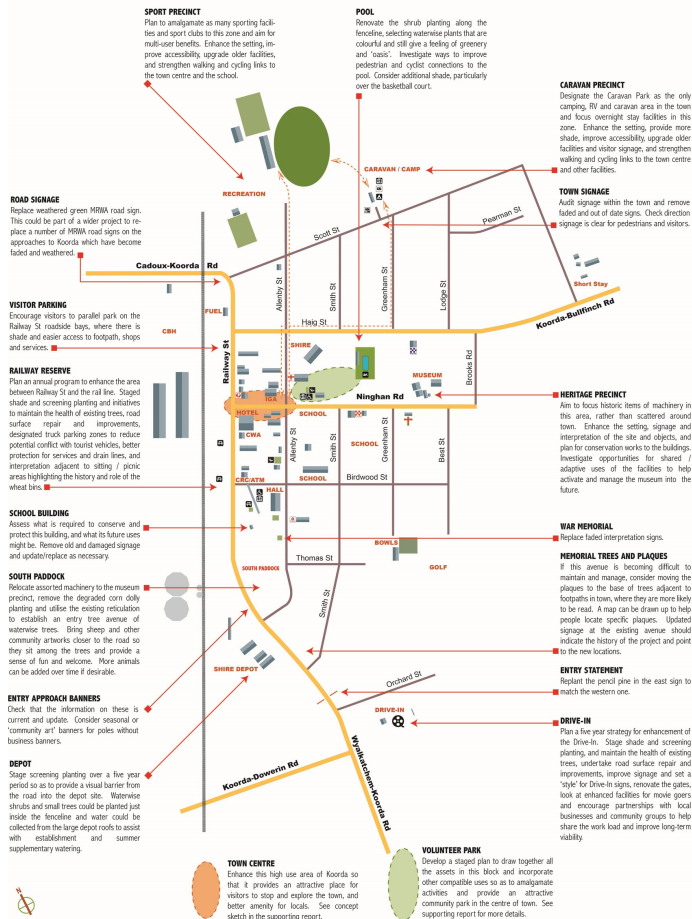 SPORT PRECINCT
Plan to amalgamate as many sporting facili-
ties and sport clubs to this zone and aim for
multi-user benefits. Enhance the setting, im-
prove accessibility, upgrade older facilities,
and strengthen walking and cycling links to
the town centre and the school.
POOL
Renovate the shrub planting along the
fenceline, selecting waterwise plants that are
colourful and still give a feeling of greenery
and 'oasis'. Investigate ways to improve
pedestrian and cyclist connections to the
pool. Consider additional shade, particularly
over the basketball court.
CARAVAN PRECINCT
Designate the Caravan Park as the only
camping, RV and caravan area in the town
and focus overnight stay facilities in this
zone. Enhance the setting, provide more
shade, improve accessibility, upgrade older
facilities and visitor signage, and strengthen
walking and cycling links to the town centre
and other facilities.
TOWN SIGNAGE
Audit signage within the town and remove
faded and out of date signs. Check direction
signage is clear for pedestrians and visitors.
ROAD SIGNAGE
Replace weathered green MRWA road sign.
This could be part of a wider project to re-
place a number of MRWA road signs on the
approaches to Koorda which have become
faded and weathered.
VISITOR PARKING
Encourage visitors to parallel park on the
Railway St roadside bays, where there is
shade and easier access to footpath, shops
and services.
RAILWAY RESERVE
Plan an annual program to enhance the area
between Railway St and the rail line. Staged
shade and screening planting and initiatives
to maintain the health of existing trees, road
surface repair and improvements,
designated truck parking zones to reduce
potential conflict with tourist vehicles, better
protection for services and drain lines, and
interpretation adjacent to sitting / picnic
areas highlighting the history and role of the
wheat bins.
SCHOOL BUILDING
Assess what is required to conserve and
protect this building, and what its future uses
might be. Remove old and damaged signage
and update/replace as necessary.
SOUTH PADDOCK
Relocate assorted machinery to the museum
precinct, remove the degraded corn dolly
planting and utilise the existing reticulation
to establish an entry tree avenue of
waterwise trees. Bring sheep and other
community artworks closer to the road so
they sit among the trees and provide a
sense of fun and welcome. More animals
can be added over time if desirable.
ENTRY APPROACH BANNERS
Check that the information on these is
current and update. Consider seasonal or
'community art' banners for poles without
business banners.
DEPOT
Stage screening planting over a five year
period so as to provide a visual barrier from
the road into the depot site. Waterwise
shrubs and small trees could be planted just
inside the fenceline and water could be
collected from the large depot roofs to assist
with establishment and summer
supplementary watering.
RECREATION
CARAVAN / CAMP
Scott St
Pearman St
Cadoux-Koorda Rd
Allenby St
Smith St
Greenham St
Lodge St
Short Stay
Koorda-Bullfinch Rd
FUEL
CBH
Haig St
Railway St
SHIRE
MUSEUM
Brooks Rd
IGA
Ninghan Rd
HOTEL
SCHOOL
CWA
Allenby St
SCHOOL
Greenham St
Best St
CRC/ATM
SCHOOL
Birdwood St
HALL
BOWLS
Thomas St
GOLF
SOUTH PADDOCK
Smith St
SHIRE DEPOT
Orchard St
DRIVE-IN
Koorda-Dowerin Rd
Wyalkatchem-Koorda Rd
HERITAGE PRECINCT
Aim to focus historic items of machinery in
this area, rather than scattered around
town. Enhance the setting, signage and
interpretation of the site and objects, and
plan for conservation works to the buildings.
Investigate opportunities for shared /
adaptive uses of the facilities to help
activate and manage the museum into the
future.
WAR MEMORIAL
Replace faded interpretation signs.
MEMORIAL TREES AND PLAQUES
If this avenue is becoming difficult to
maintain and manage, consider moving the
plaques to the base of trees adjacent to
footpaths in town, where they are more likely
to be read. A map can be drawn up to help
people locate specific plaques. Updated
signage at the existing avenue should
indicate the history of the project and point
to the new locations.
ENTRY STATEMENT
Replant the pencil pine in the east sign to
match the western one.
DRIVE-IN
Plan a five year strategy for enhancement of
the Drive-In. Stage shade and screening
planting, and maintain the health of existing
trees, undertake road surface repair and
improvements, improve signage and set a
'style' for Drive-In signs, renovate the gates,
look at enhanced facilities for movie goers
and encourage partnerships with local
businesses and community groups to help
share the work load and improve long-term
viability.
TOWN CENTRE
Enhance this high use area of Koorda so
that it provides an attractive place for
visitors to stop and explore the town, and
better amenity for locals. See concept
sketch in the supporting report.
VOLUNTEER PARK
Develop a staged plan to draw together all
the assets in this block and incorporate
other compatible uses so as to amalgamate
activities and provide an attractive
community park in the centre of town. See
supporting report for more details.
N